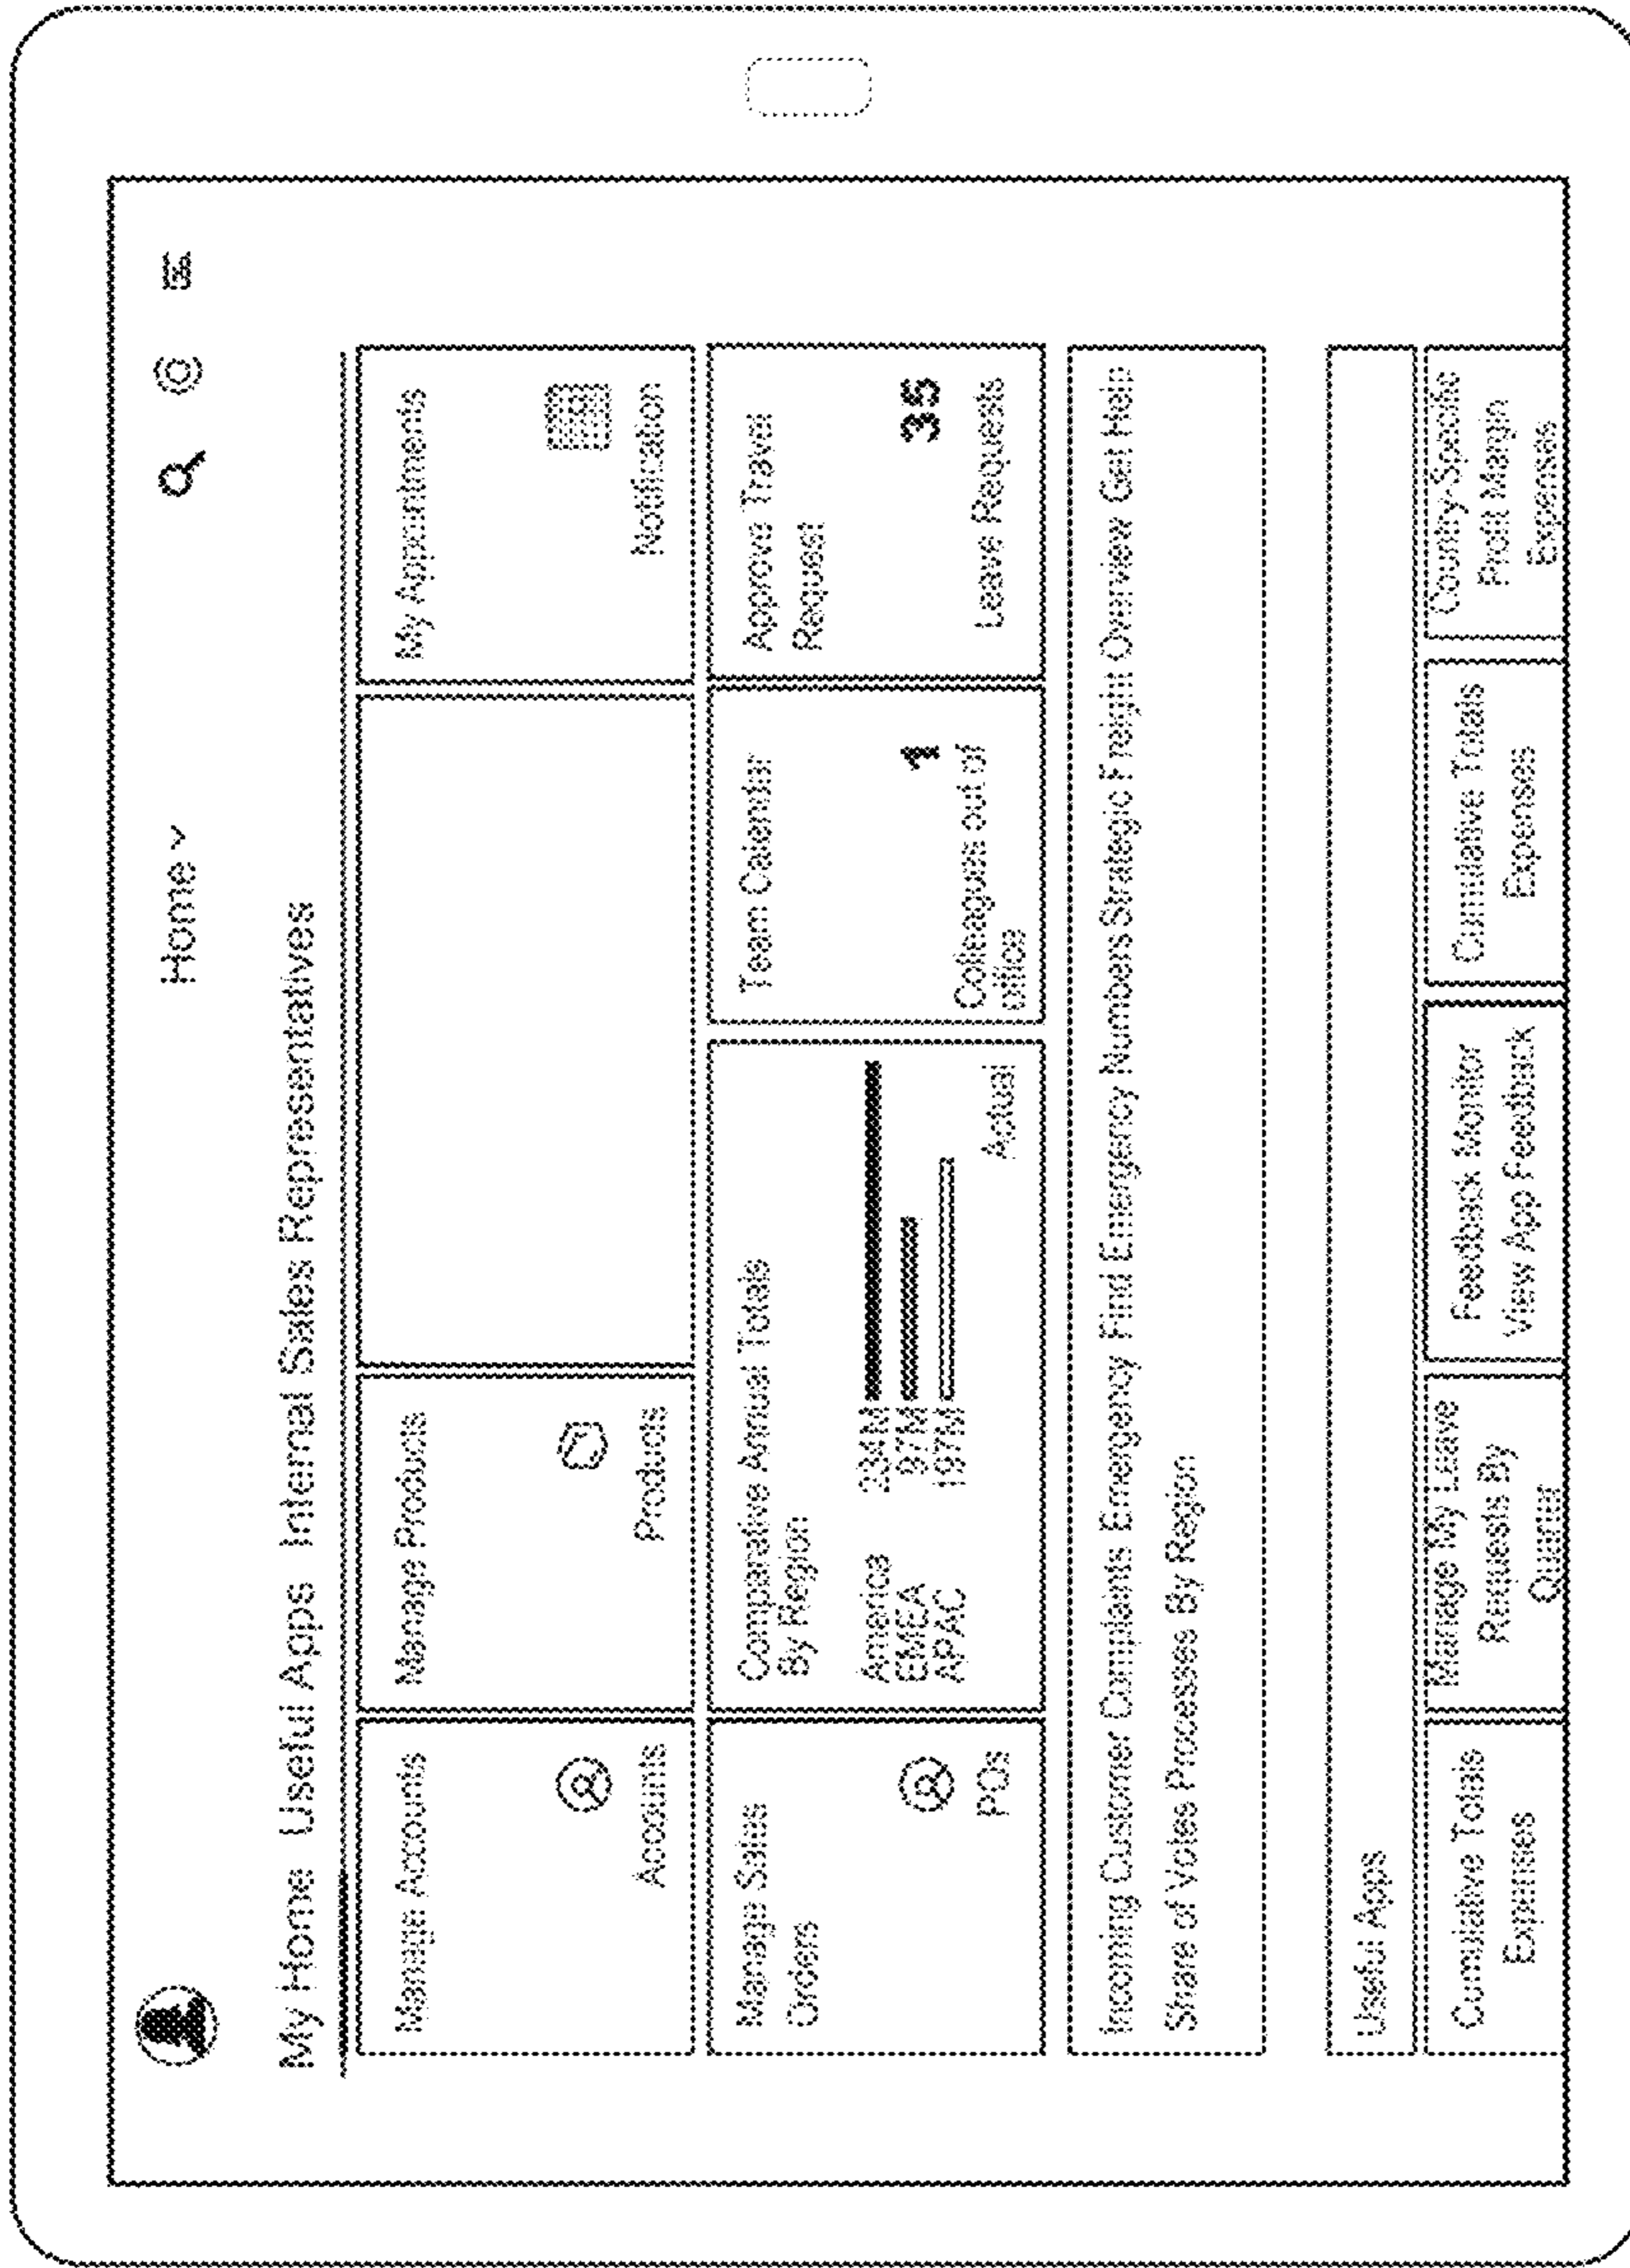 Home
My Home Useful Apps Internal Sales Representatives
Manage Accounts
Accounts
Manage Products
Products
My Appointments
Notification
Manage Sales
Orders
POs
Comparative Annual Totals
By Region
America 234M
EMEA 97M
APAC 197M
Actual
Team Calendar
1
Colleagues out of
office
Approve Travel
Request
35
Leave Requests
Incoming Customer Complaints Emergency Find Emergency Numbers Strategic Freight Overview Get Help
Share of Votes Processes By Region
Useful Apps
Cumulative Totals
Expenses
Manage My Leave
Requests By
Quarter
Feedback Monitor
View App Feedback
Cumulative Totals
Expenses
Country-Specific
Profit Margin
Expenses